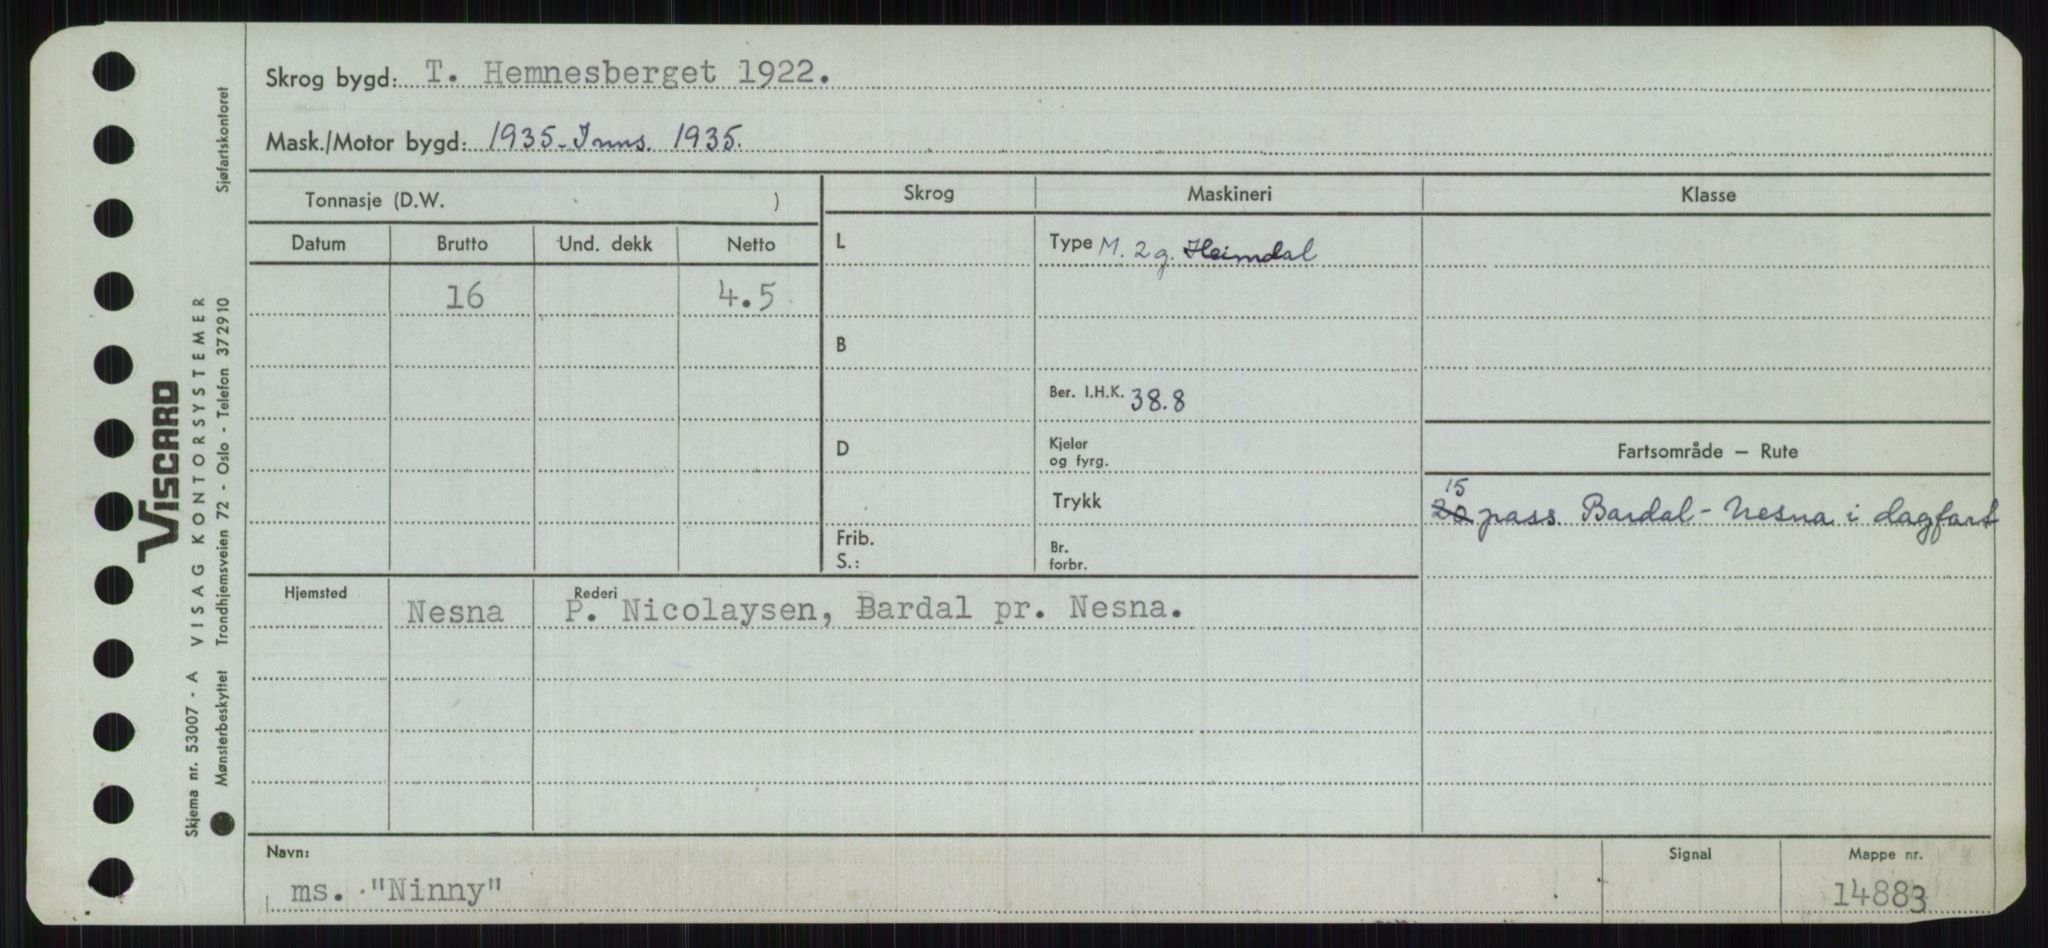 Skrog bygd: T. Hemnesberget 1922.
Mask./Motor bygd: 1935 - Inns. 1935.
Tonnasje (D.W. )
Skrog
Maskineri
Klasse
Datum
Brutto
Und. dekk
Netto
L
Type M. 2 g. Heimdal
16
4.5
B
Ber. I.H.K. 38.8
D
Kjeler
og fyrg.
Fartsområde – Rute
Trykk
15
20 pass. Bardal - Nesna i dagfart
Frib.
S.:
Br.
forbr.
Hjemsted
Rederi
Nesna
P. Nicolaysen, Bardal pr. Nesna.
Navn:
Signal
Mappe nr.
ms. "Ninny"
14883
VISCARD
Skjema nr. 53007 - A VISAG KONTORSYSTEMER
Mønsterbeskyttet Trondhjemsveien 72 - Oslo - Telefon 372910
Sjøfartskontoret